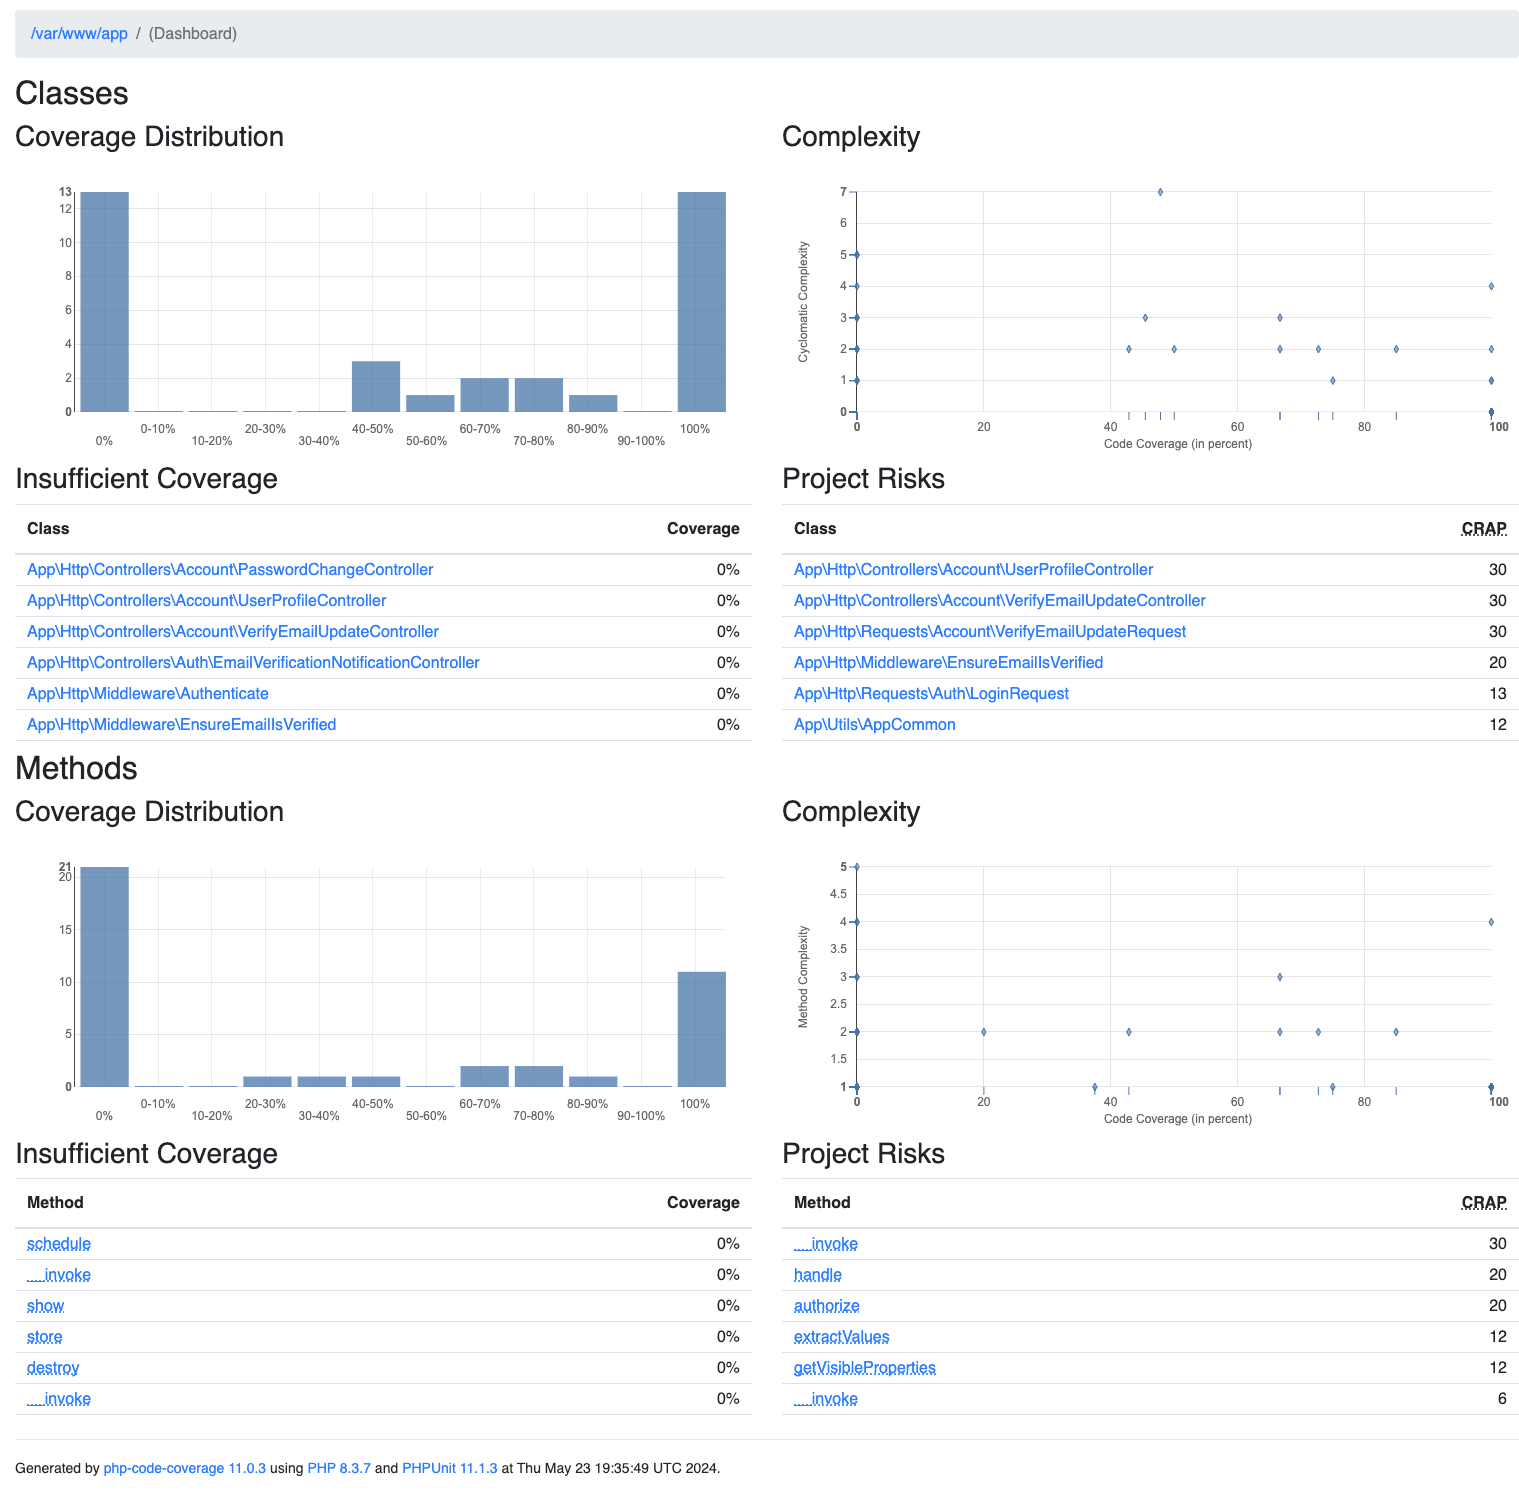 /var/www/app / (Dashboard)
Classes
Coverage Distribution
13
12
10
8
6
4
2
0
0%
0-10%
10-20%
20-30%
30-40%
40-50%
50-60%
60-70%
70-80%
80-90%
90-100%
100%
Complexity
Cyclomatic Complexity
7
6
5
4
3
2
1
0
0 20 40 60 80 100
Code Coverage (in percent)
Insufficient Coverage
Class Coverage
App\Http\Controllers\Account\PasswordChangeController 0%
App\Http\Controllers\Account\UserProfileController 0%
App\Http\Controllers\Account\VerifyEmailUpdateController 0%
App\Http\Controllers\Auth\EmailVerificationNotificationController 0%
App\Http\Middleware\Authenticate 0%
App\Http\Middleware\EnsureEmailIsVerified 0%
Project Risks
Class CRAP
App\Http\Controllers\Account\UserProfileController 30
App\Http\Controllers\Account\VerifyEmailUpdateController 30
App\Http\Requests\Account\VerifyEmailUpdateRequest 30
App\Http\Middleware\EnsureEmailIsVerified 20
App\Http\Requests\Auth\LoginRequest 13
App\Utils\AppCommon 12
Methods
Coverage Distribution
21
20
15
10
5
0
0%
0-10%
10-20%
20-30%
30-40%
40-50%
50-60%
60-70%
70-80%
80-90%
90-100%
100%
Complexity
Method Complexity
5
4.5
4
3.5
3
2.5
2
1.5
1
0 20 40 60 80 100
Code Coverage (in percent)
Insufficient Coverage
Method Coverage
schedule 0%
__invoke 0%
show 0%
store 0%
destroy 0%
__invoke 0%
Project Risks
Method CRAP
__invoke 30
handle 20
authorize 20
extractValues 12
getVisibleProperties 12
__invoke 6
Generated by php-code-coverage 11.0.3 using PHP 8.3.7 and PHPUnit 11.1.3 at Thu May 23 19:35:49 UTC 2024.